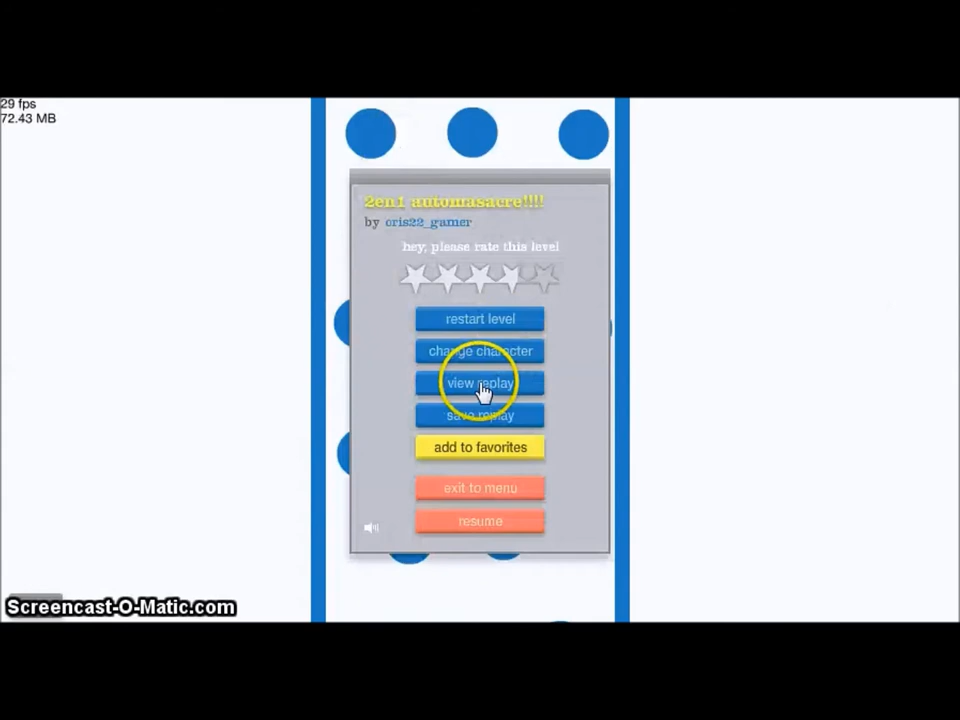 29 fps
72.43 MB
2en1 automasacre!!!!
by cris22_gamer
hey, please rate this level
restart level
change character
view replay
save replay
add to favorites
exit to menu
resume
Screencast-O-Matic.com